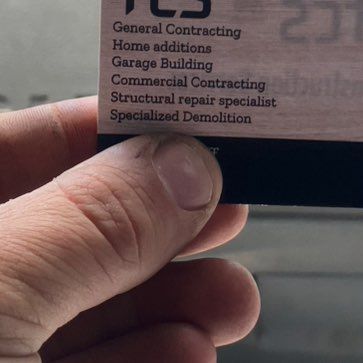 TCS
General Contracting
Home additions
Garage Building
Commercial Contracting
Structural repair specialist
Specialized Demolition